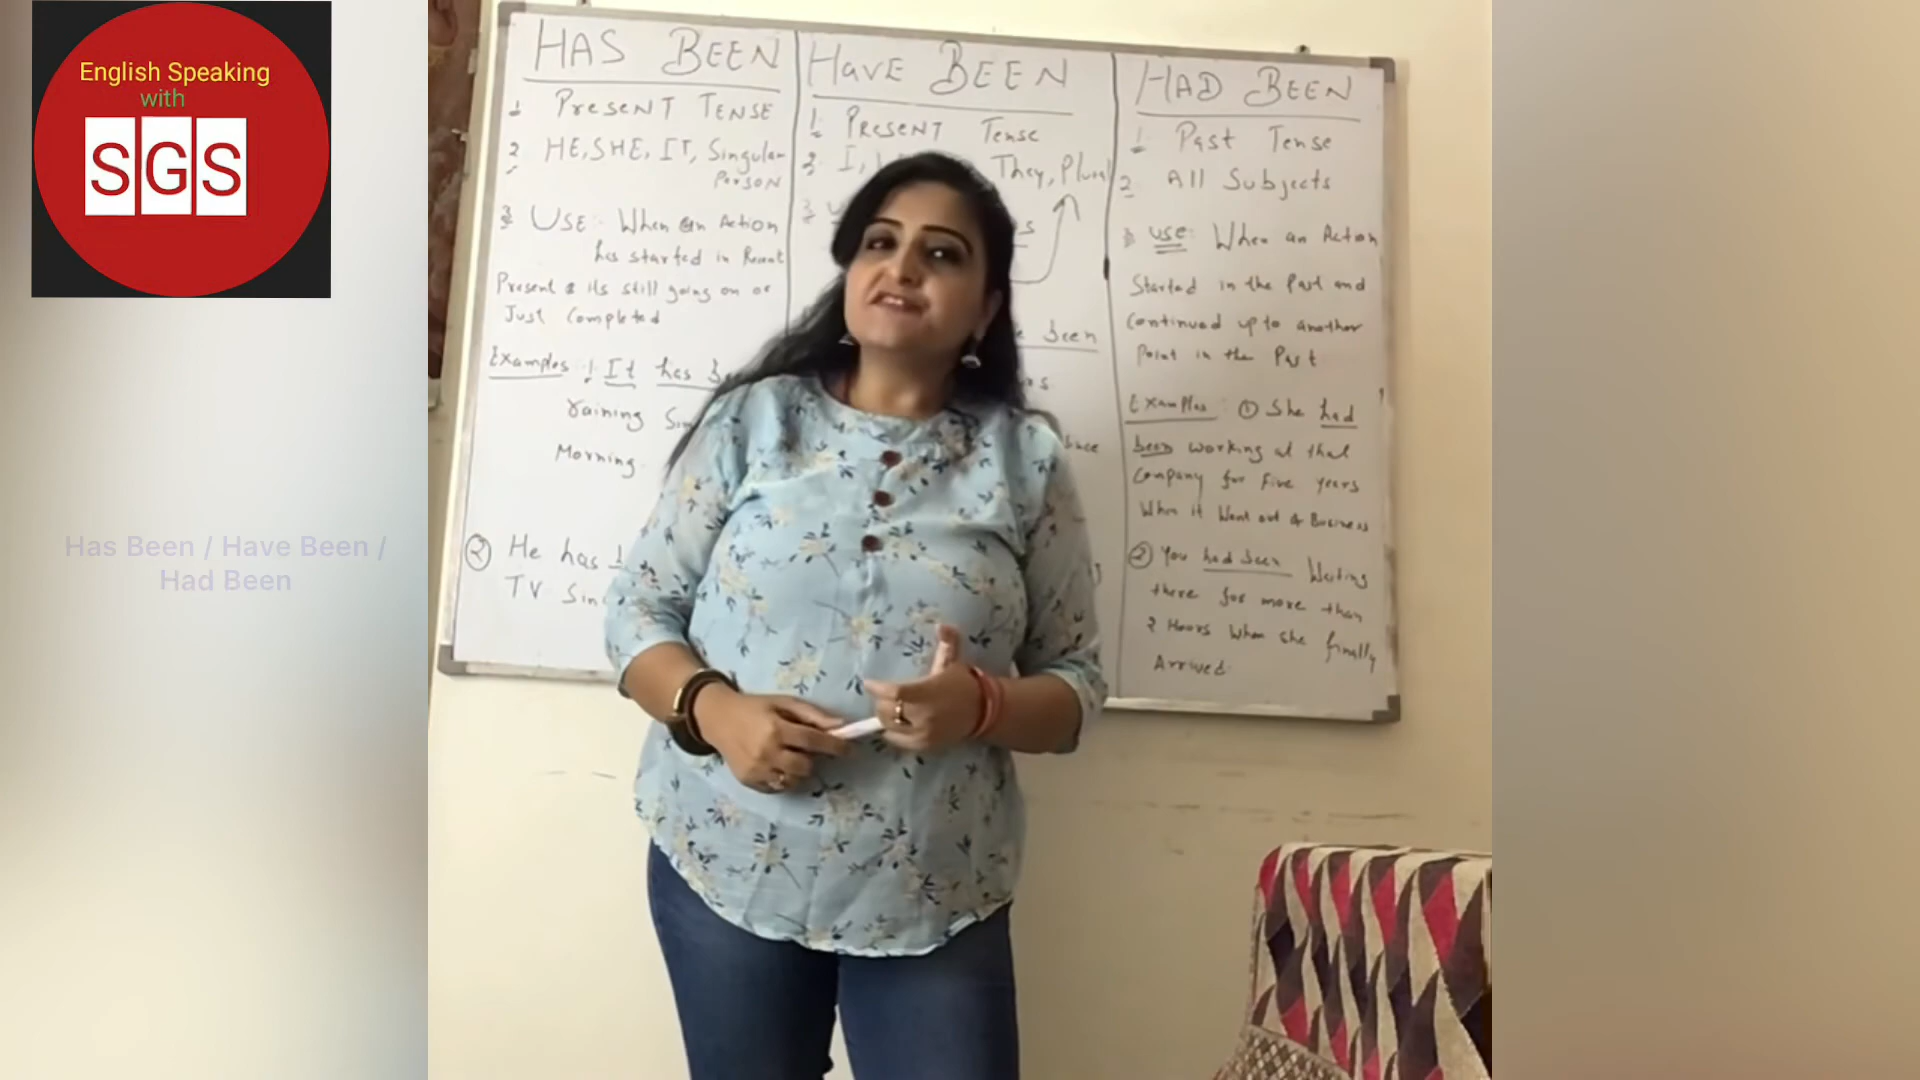 English Speaking
with
SGS
Has Been / Have Been /
Had Been
HAS BEEN
1 PRESENT TENSE
2 HE, SHE, IT, Singular
PERSON
3 USE:- When an Action
has started in Recent
Present & its still going on or
Just Completed
Examples: 1. It has
raining
Morning.
② He has
TV
HAVE BEEN
1. PRESENT Tense
2. I, They, Plural
3
been
HAD BEEN
1. Past Tense
2. All Subjects
3 USE: When an Action
Started in the Past and
Continued up to another
Point in the Past
Examples: ① She had
been working at that
Company for Five years
When it Went out of Business
② You had been Waiting
there for more than
2 Hours When she finally
Arrived.